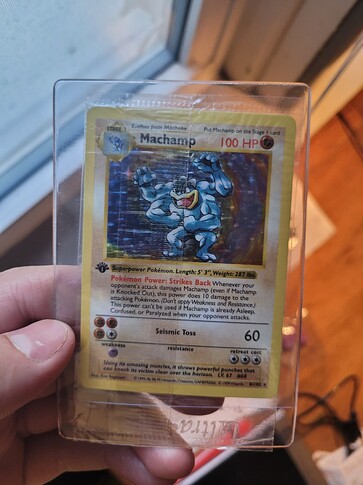 STAGE 2
Evolves from Machoke
Put Machamp on the Stage 1 card
Machamp
100 HP
Superpower Pokémon. Length: 5' 3", Weight: 287 lbs.
Pokémon Power: Strikes Back Whenever your
opponent's attack damages Machamp (even if Machamp
is Knocked Out), this power does 10 damage to the
attacking Pokémon. (Don't apply Weakness and Resistance.)
This power can't be used if Machamp is already Asleep,
Confused, or Paralyzed when your opponent attacks.
Seismic Toss
60
weakness
resistance
retreat cost
Using its amazing muscles, it throws powerful punches that
can knock its victim clear over the horizon. LV. 67 #68
8/102
Ultra